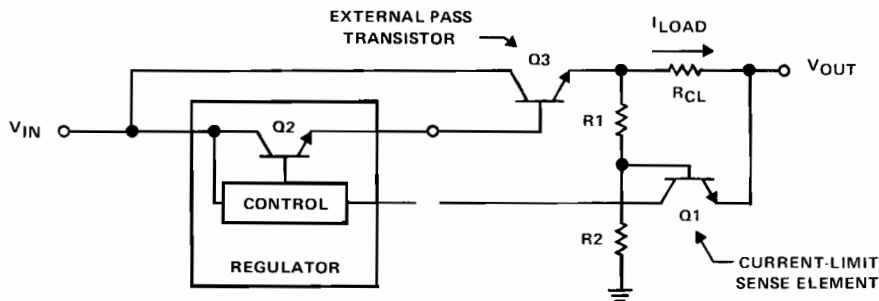 EXTERNAL PASS
TRANSISTOR
ILOAD
Q3
VOUT
RCL
VIN
Q2
R1
CONTROL
Q1
R2
REGULATOR
CURRENT-LIMIT
SENSE ELEMENT